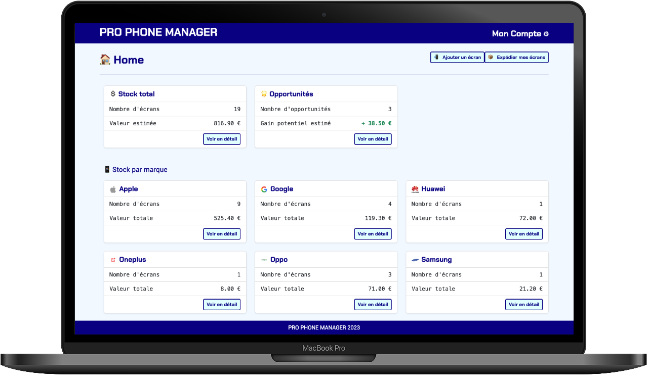 PRO PHONE MANAGER
Mon Compte
Home
Ajouter un écran
Expédier mes écrans
Stock total
Nombre d'écrans 19
Valeur estimée 816.90 €
Voir en détail
Opportunités
Nombre d'opportunités 3
Gain potentiel estimé + 38.50 €
Voir en détail
Stock par marque
Apple
Nombre d'écrans 9
Valeur totale 525.40 €
Voir en détail
Google
Nombre d'écrans 4
Valeur totale 119.30 €
Voir en détail
Huawei
Nombre d'écrans 1
Valeur totale 72.00 €
Voir en détail
Oneplus
Nombre d'écrans 1
Valeur totale 8.00 €
Voir en détail
Oppo
Nombre d'écrans 3
Valeur totale 71.00 €
Voir en détail
Samsung
Nombre d'écrans 1
Valeur totale 21.20 €
Voir en détail
PRO PHONE MANAGER 2023
MacBook Pro